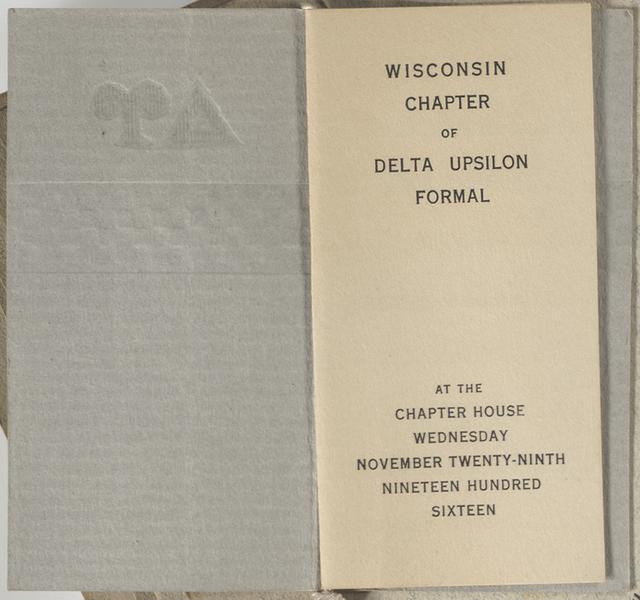 WISCONSIN
CHAPTER
OF
DELTA UPSILON
FORMAL
AT THE
CHAPTER HOUSE
WEDNESDAY
NOVEMBER TWENTY-NINTH
NINETEEN HUNDRED
SIXTEEN